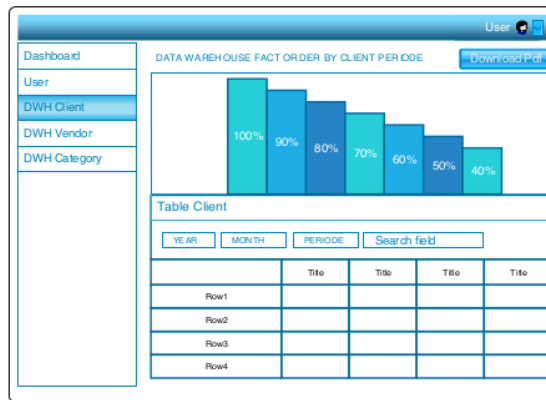 User
Dashboard
User
DWH Client
DWH Vendor
DWH Category
DATA WAREHOUSE FACT ORDER BY CLIENT PERIODE
Download Pdf
100%
90%
80%
70%
60%
50%
40%
Table Client
YEAR MONTH PERIODE Search field
Title Title Title Title
Row1
Row2
Row3
Row4